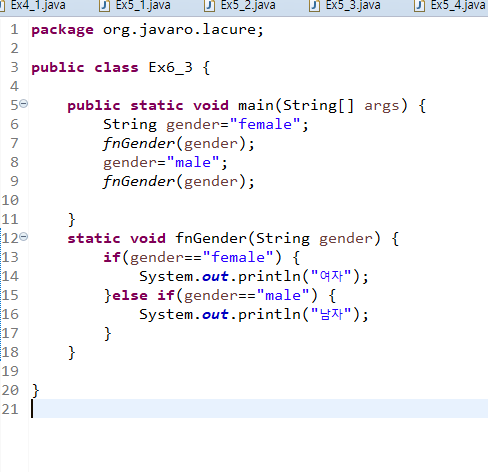 Ex4_1.java Ex5_1.java Ex5_2.java Ex5_3.java Ex5_4.java
1 package org.javaro.lacure;
2
3 public class Ex6_3 {
4
5 public static void main(String[] args) {
6 String gender="female";
7 fnGender(gender);
8 gender="male";
9 fnGender(gender);
10
11 }
12 static void fnGender(String gender) {
13 if(gender=="female") {
14 System.out.println("여자");
15 }else if(gender=="male") {
16 System.out.println("남자");
17 }
18 }
19
20 }
21